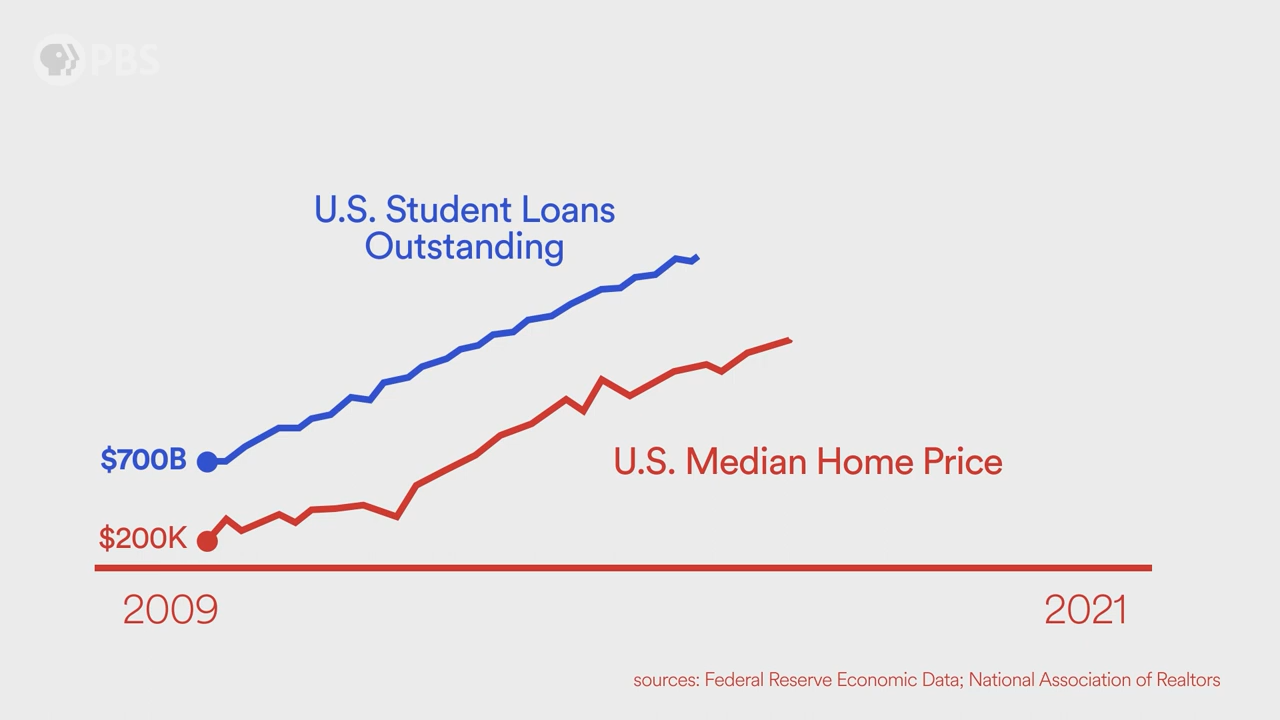 PBS
U.S. Student Loans
Outstanding
$700B
U.S. Median Home Price
$200K
2009
2021
sources: Federal Reserve Economic Data; National Association of Realtors